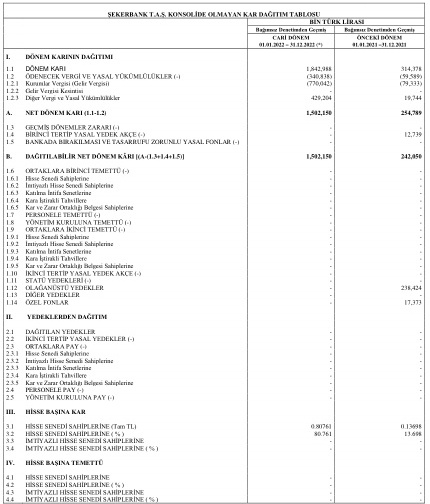 ŞEKERBANK T.A.Ş. KONSOLİDE OLMAYAN KAR DAĞITIM TABLOSU
BİN TÜRK LİRASI
Bağımsız Denetimden Geçmiş Bağımsız Denetimden Geçmiş
CARİ DÖNEM ÖNCEKİ DÖNEM
01.01.2022 – 31.12.2022 (*) 01.01.2021 -31.12.2021
I. DÖNEM KARININ DAĞITIMI
1.1 DÖNEM KARI 1,842,988 314,378
1.2 ÖDENECEK VERGİ VE YASAL YÜKÜMLÜLÜKLER (-) (340,838) (59,589)
1.2.1 Kurumlar Vergisi (Gelir Vergisi) (770,042) (79,333)
1.2.2 Gelir Vergisi Kesintisi - -
1.2.3 Diğer Vergi ve Yasal Yükümlülükler 429,204 19,744
A. NET DÖNEM KARI (1.1-1.2) 1,502,150 254,789
1.3 GEÇMİŞ DÖNEMLER ZARARI (-) - -
1.4 BİRİNCİ TERTİP YASAL YEDEK AKÇE (-) - 12,739
1.5 BANKADA BIRAKILMASI VE TASARRUFU ZORUNLU YASAL FONLAR (-) - -
B. DAĞITILABİLİR NET DÖNEM KÂRI [(A-(1.3+1.4+1.5)] 1,502,150 242,050
1.6 ORTAKLARA BİRİNCİ TEMETTÜ (-) - -
1.6.1 Hisse Senedi Sahiplerine - -
1.6.2 İmtiyazlı Hisse Senedi Sahiplerine - -
1.6.3 Katılma İntifa Senetlerine - -
1.6.4 Kara İştirakli Tahvillere - -
1.6.5 Kar ve Zarar Ortaklığı Belgesi Sahiplerine - -
1.7 PERSONELE TEMETTÜ (-) - -
1.8 YÖNETİM KURULUNA TEMETTÜ (-) - -
1.9 ORTAKLARA İKİNCİ TEMETTÜ (-) - -
1.9.1 Hisse Senedi Sahiplerine - -
1.9.2 İmtiyazlı Hisse Senedi Sahiplerine - -
1.9.3 Katılma İntifa Senetlerine - -
1.9.4 Kara İştirakli Tahvillere - -
1.9.5 Kar ve Zarar Ortaklığı Belgesi Sahiplerine - -
1.10 İKİNCİ TERTİP YASAL YEDEK AKÇE (-) - -
1.11 STATÜ YEDEKLERİ (-) - -
1.12 OLAĞANÜSTÜ YEDEKLER - 238,424
1.13 DİĞER YEDEKLER - -
1.14 ÖZEL FONLAR - 17,373
II. YEDEKLERDEN DAĞITIM
2.1 DAĞITILAN YEDEKLER - -
2.2 İKİNCİ TERTİP YASAL YEDEKLER (-) - -
2.3 ORTAKLARA PAY (-) - -
2.3.1 Hisse Senedi Sahiplerine - -
2.3.2 İmtiyazlı Hisse Senedi Sahiplerine - -
2.3.3 Katılma İntifa Senetlerine - -
2.3.4 Kara İştirakli Tahvillere - -
2.3.5 Kar ve Zarar Ortaklığı Belgesi Sahiplerine - -
2.4 PERSONELE PAY (-) - -
2.5 YÖNETİM KURULUNA PAY (-) - -
III. HİSSE BAŞINA KAR
3.1 HİSSE SENEDİ SAHİPLERİNE (Tam TL) 0.80761 0.13698
3.2 HİSSE SENEDİ SAHİPLERİNE ( % ) 80.761 13.698
3.3 İMTİYAZLI HİSSE SENEDİ SAHİPLERİNE - -
3.4 İMTİYAZLI HİSSE SENEDİ SAHİPLERİNE ( % ) - -
IV. HİSSE BAŞINA TEMETTÜ
4.1 HİSSE SENEDİ SAHİPLERİNE - -
4.2 HİSSE SENEDİ SAHİPLERİNE ( % ) - -
4.3 İMTİYAZLI HİSSE SENEDİ SAHİPLERİNE - -
4.4 İMTİYAZLI HİSSE SENEDİ SAHİPLERİNE ( % ) - -